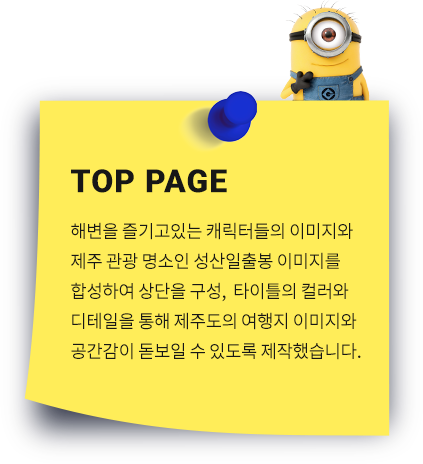 TOP PAGE
해변을 즐기고있는 캐릭터들의 이미지와
제주 관광 명소인 성산일출봉 이미지를
합성하여 상단을 구성, 타이틀의 컬러와
디테일을 통해 제주도의 여행지 이미지와
공간감이 돋보일 수 있도록 제작했습니다.